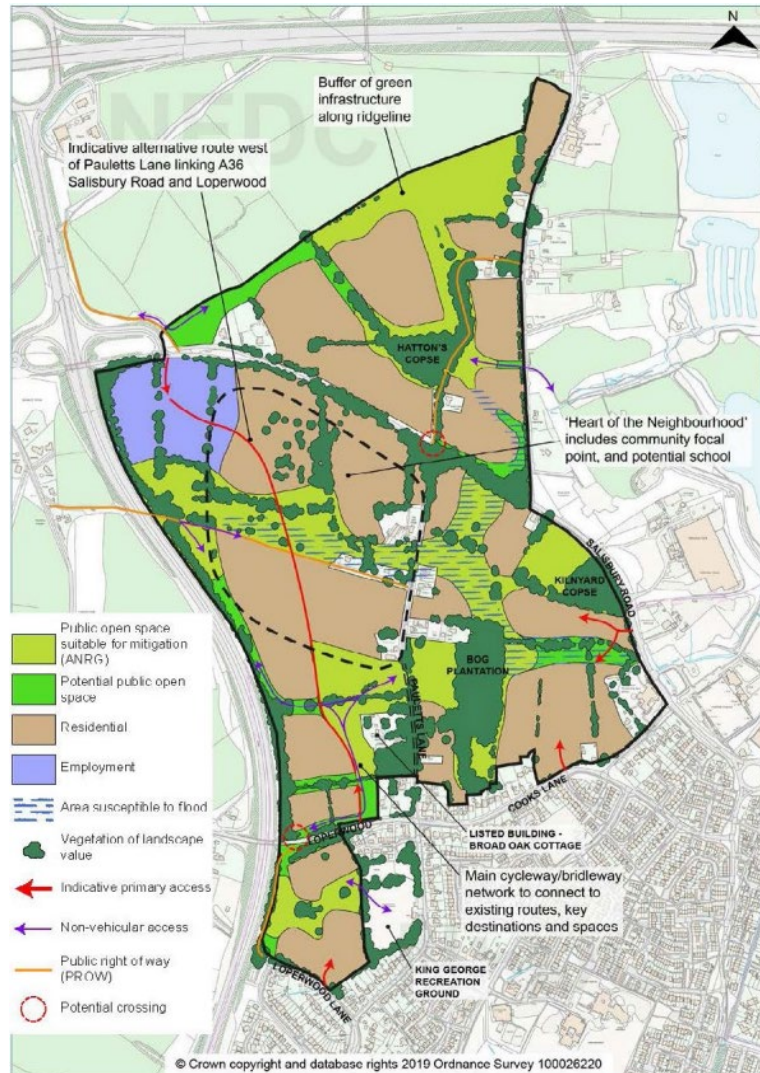 N
NFDC
Buffer of green
infrastructure
along ridgeline
Indicative alternative route west
of Pauletts Lane linking A36
Salisbury Road and Loperwood
HATTON'S
COPSE
'Heart of the Neighbourhood'
includes community focal
point, and potential school
SALISBURY ROAD
KILNYARD
COPSE
BOG
PLANTATION
PAULETTS LANE
COOKS LANE
LOPERWOOD
LISTED BUILDING -
BROAD OAK COTTAGE
Main cycleway/bridleway
network to connect to
existing routes, key
destinations and spaces
KING GEORGE
RECREATION
GROUND
LOPERWOOD LANE
Public open space
suitable for mitigation
(ANRG)
Potential public open
space
Residential
Employment
Area susceptible to flood
Vegetation of landscape
value
Indicative primary access
Non-vehicular access
Public right of way
(PROW)
Potential crossing
© Crown copyright and database rights 2019 Ordnance Survey 100026220